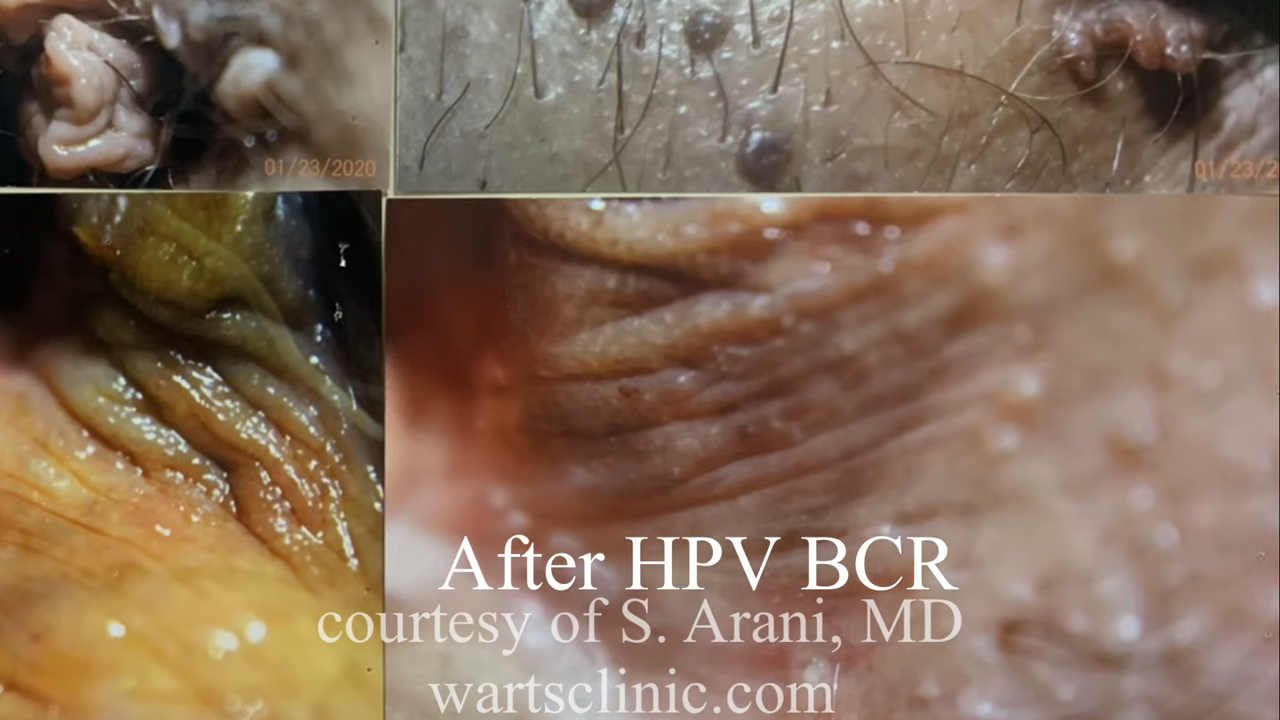 01/23/2020
01/23/2
After HPV BCR
courtesy of S. Arani, MD
wartsclinic.com